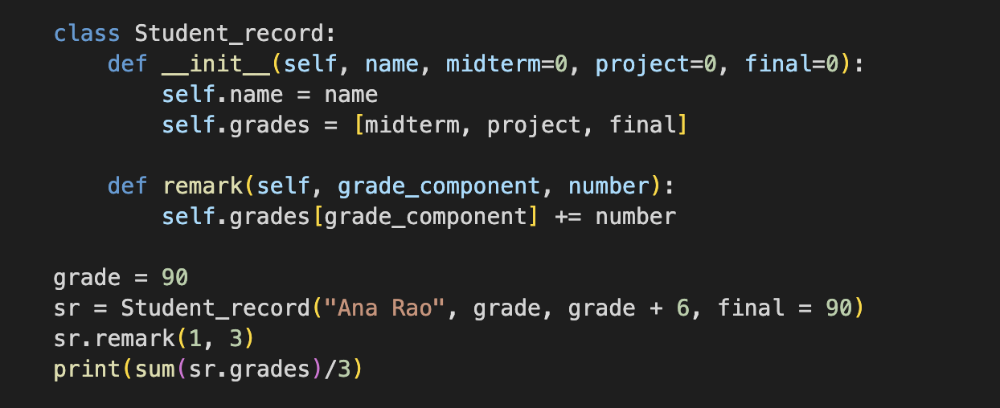 class Student_record:
    def __init__(self, name, midterm=0, project=0, final=0):
        self.name = name
        self.grades = [midterm, project, final]

    def remark(self, grade_component, number):
        self.grades[grade_component] += number

grade = 90
sr = Student_record("Ana Rao", grade, grade + 6, final = 90)
sr.remark(1, 3)
print(sum(sr.grades)/3)